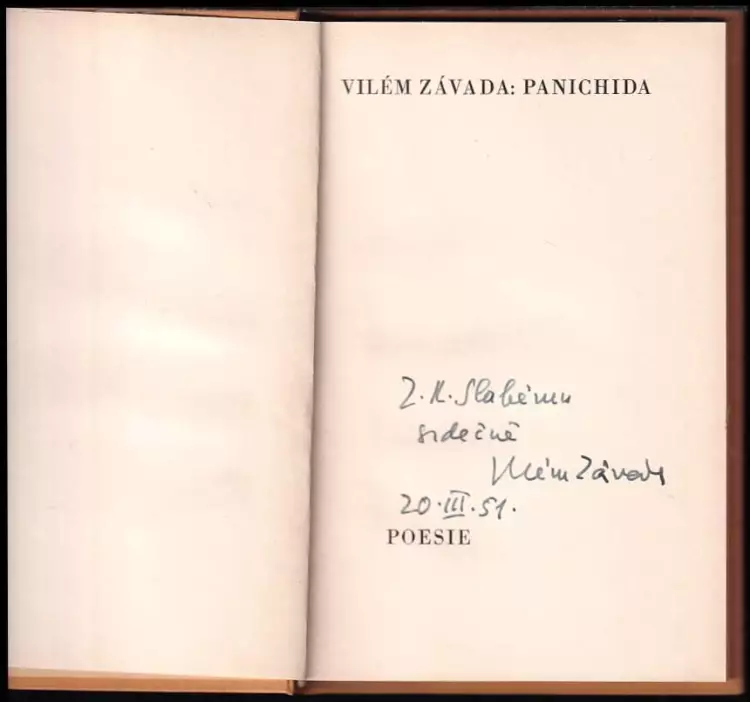 VILÉM ZÁVADA: PANICHIDA
Z. K. Slabému
srdečně
Vilém Závada
20. III. 51.
POESIE